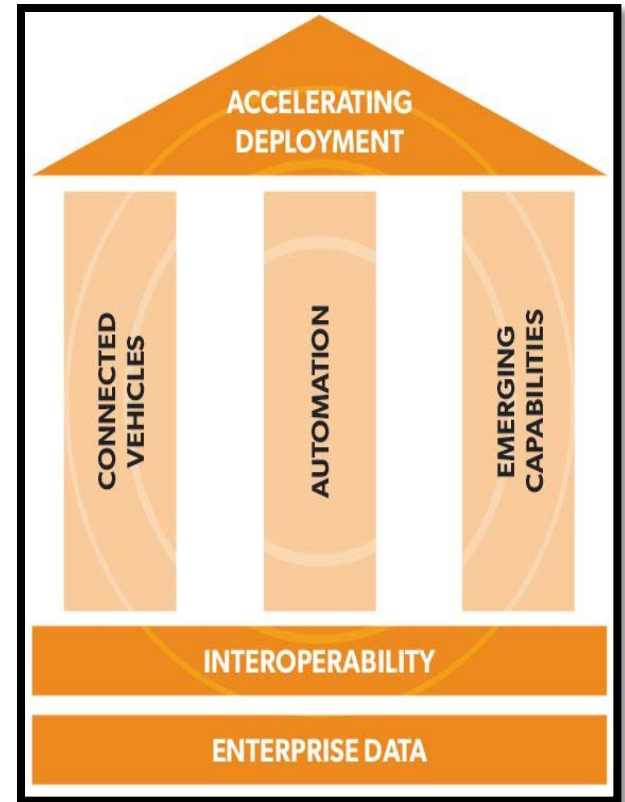 ACCELERATING
DEPLOYMENT
CONNECTED
VEHICLES
AUTOMATION
EMERGING
CAPABILITIES
INTEROPERABILITY
ENTERPRISE DATA